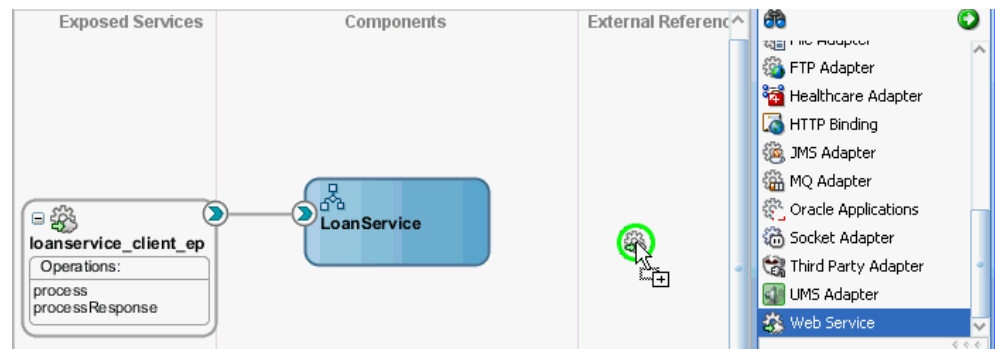 Exposed Services
Components
External Referenc
loanservice_client_ep
Operations:
process
processResponse
LoanService
FTP Adapter
Healthcare Adapter
HTTP Binding
JMS Adapter
MQ Adapter
Oracle Applications
Socket Adapter
Third Party Adapter
UMS Adapter
Web Service